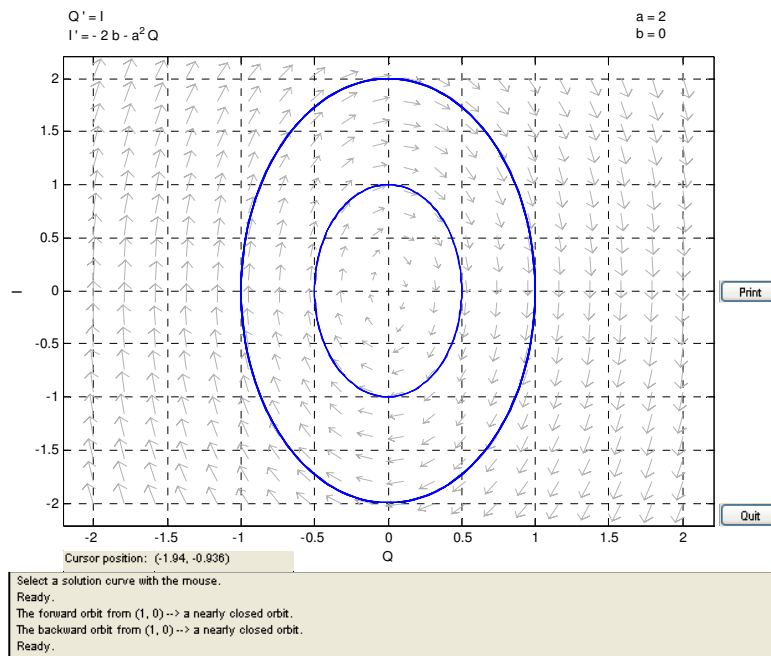 Q ' = I
I ' = - 2 b - a² Q
a = 2
b = 0
2
1.5
1
0.5
0
-0.5
-1
-1.5
-2
I
-2
-1.5
-1
-0.5
0
0.5
1
1.5
2
Q
Print
Quit
Cursor position: (-1.94, -0.936)
Select a solution curve with the mouse.
Ready.
The forward orbit from (1, 0) --> a nearly closed orbit.
The backward orbit from (1, 0) --> a nearly closed orbit.
Ready.